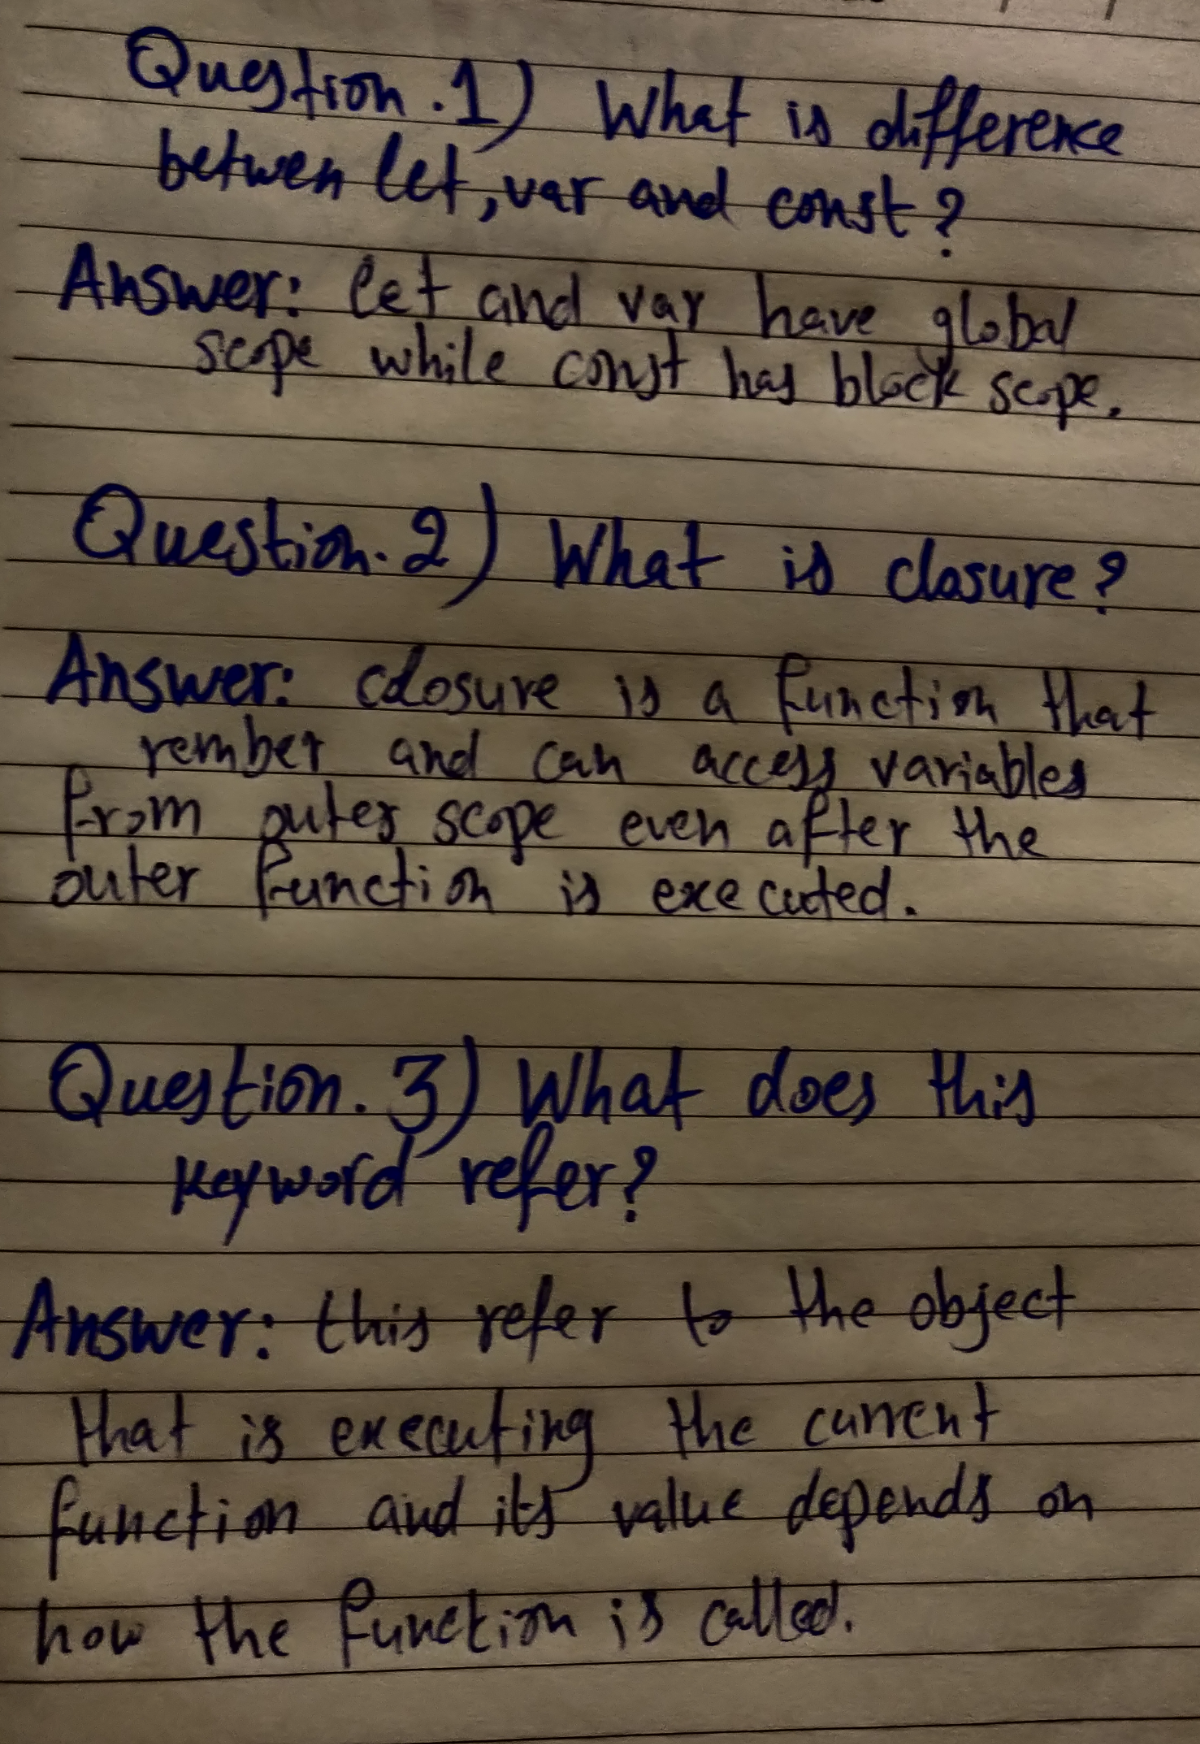 Question.1) What is difference
betwen let, var and const?
Answer: let and var have global
scope while const has block scope.
Question.2) What is closure?
Answer: closure is a function that
rember and can access variables
from outer scope even after the
outer function is executed.
Question.3) What does this
keyword refer?
Answer: this refer to the object
that is executing the current
function and its value depends on
how the function is called.